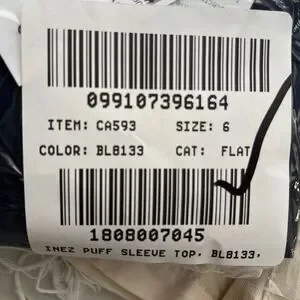 099107396164
ITEM: CA593 SIZE: 6
COLOR: BL8133 CAT: FLAT
1808007045
INEZ PUFF SLEEVE TOP, BL8133,